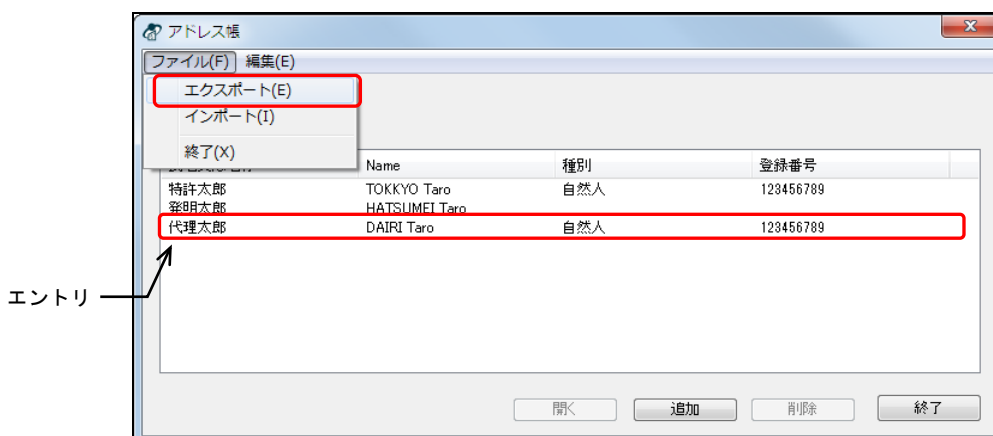 アドレス帳
ファイル(F) 編集(E)
エクスポート(E)
インポート(I)
終了(X)
Name 種別 登録番号
特許太郎 TOKKYO Taro 自然人 123456789
発明太郎 HATSUMEI Taro
代理太郎 DAIRI Taro 自然人 123456789
エントリ
開く 追加 削除 終了